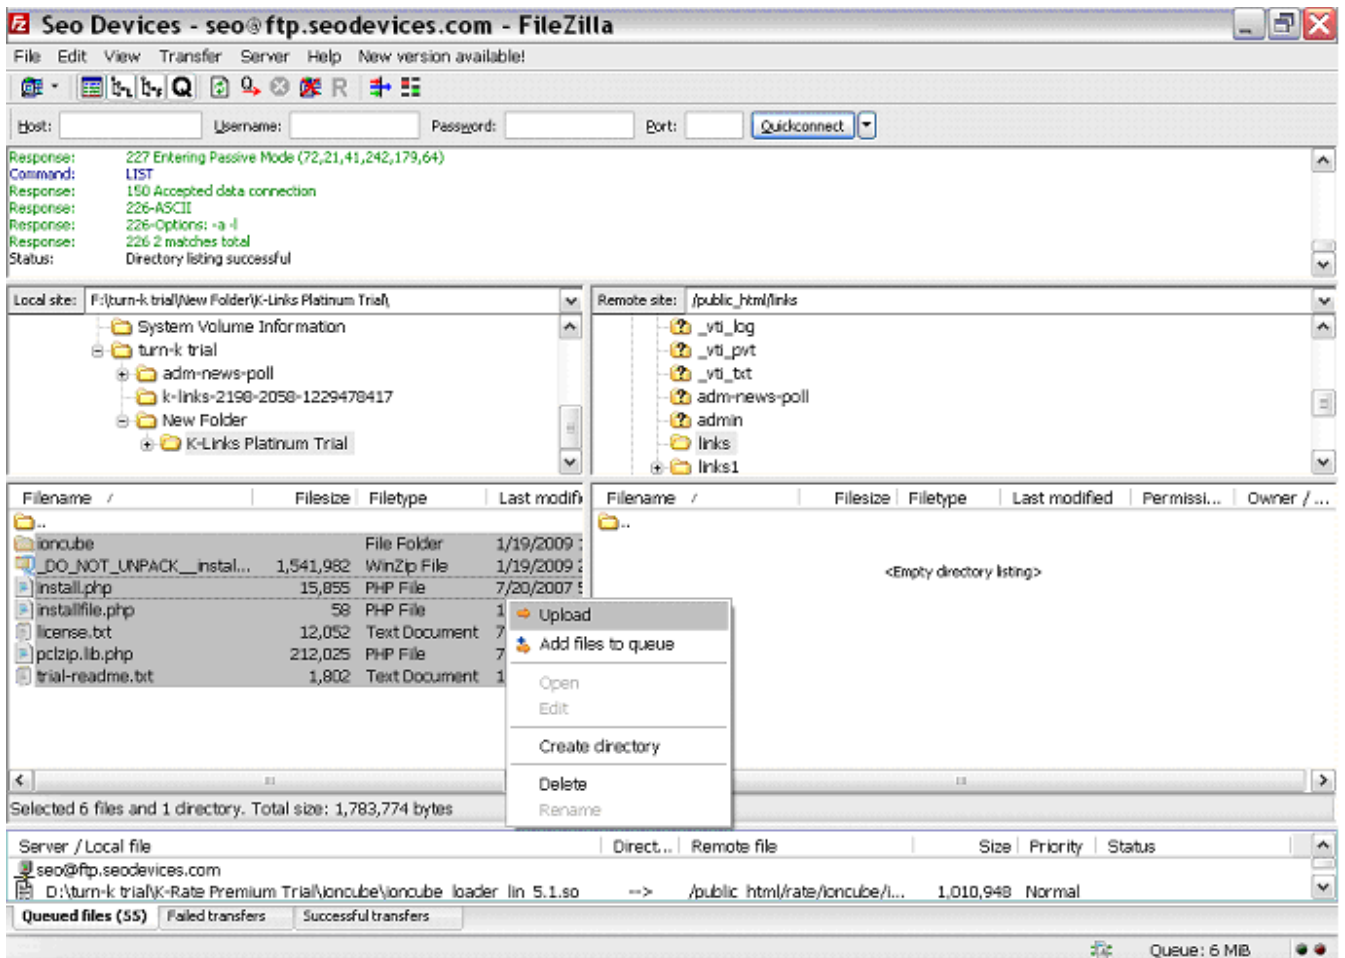 Seo Devices - seo@ftp.seodevices.com - FileZilla
File Edit View Transfer Server Help New version available!
Host: Username: Password: Port: Quickconnect
Response: 227 Entering Passive Mode (72,21,41,242,179,64)
Command: LIST
Response: 150 Accepted data connection
Response: 226-ASCII
Response: 226-Options: -a -l
Response: 226 2 matches total
Status: Directory listing successful
Local site: F:\turn-k trial\New Folder\K-Links Platinum Trial\
System Volume Information
turn-k trial
adm-news-poll
k-links-2198-2058-1229478417
New Folder
K-Links Platinum Trial
Remote site: /public_html/links
_vti_log
_vti_pvt
_vti_txt
adm-news-poll
admin
links
links1
Filename / Filesize Filetype Last modifi
..
ioncube File Folder 1/19/2009
_DO_NOT_UNPACK__instal... 1,541,982 WinZip File 1/19/2009
install.php 15,855 PHP File 7/20/2007
installfile.php 58 PHP File 1
license.txt 12,052 Text Document 7
pclzip.lib.php 212,025 PHP File 7
trial-readme.txt 1,802 Text Document 1
Selected 6 files and 1 directory. Total size: 1,783,774 bytes
Filename / Filesize Filetype Last modified Permissi... Owner / ...
..
<Empty directory listing>
Upload
Add files to queue
Open
Edit
Create directory
Delete
Rename
Server / Local file Direct... Remote file Size Priority Status
seo@ftp.seodevices.com
D:\turn-k trial\K-Rate Premium Trial\ioncube\ioncube_loader_lin_5.1.so --> /public_html/rate/ioncube/i... 1,010,948 Normal
Queued files (55) Failed transfers Successful transfers
Queue: 6 MiB